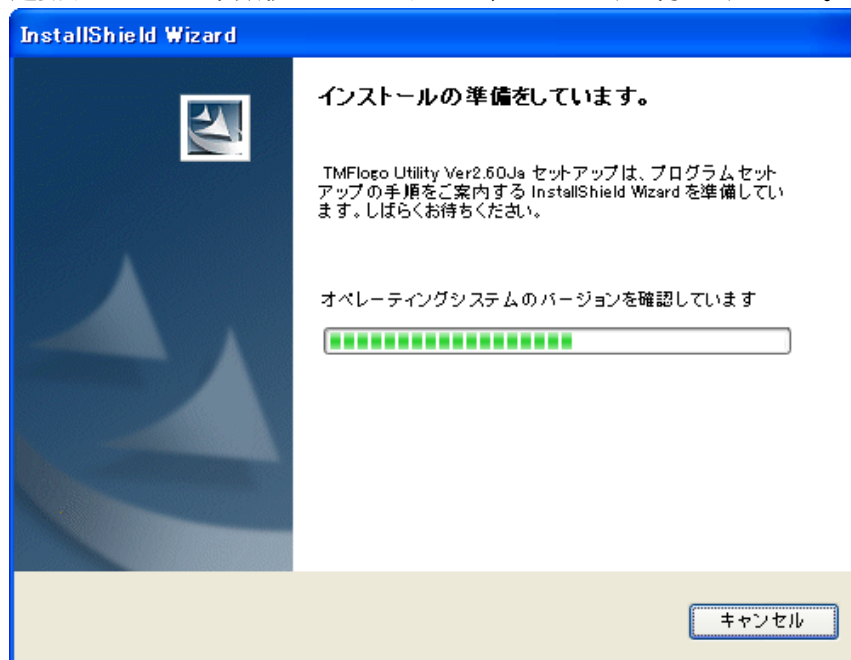 InstallShield Wizard
インストールの準備をしています。
TMFlogo Utility Ver2.60Ja セットアップは、プログラムセット
アップの手順をご案内する InstallShield Wizard を準備してい
ます。しばらくお待ちください。
オペレーティングシステムのバージョンを確認しています
キャンセル